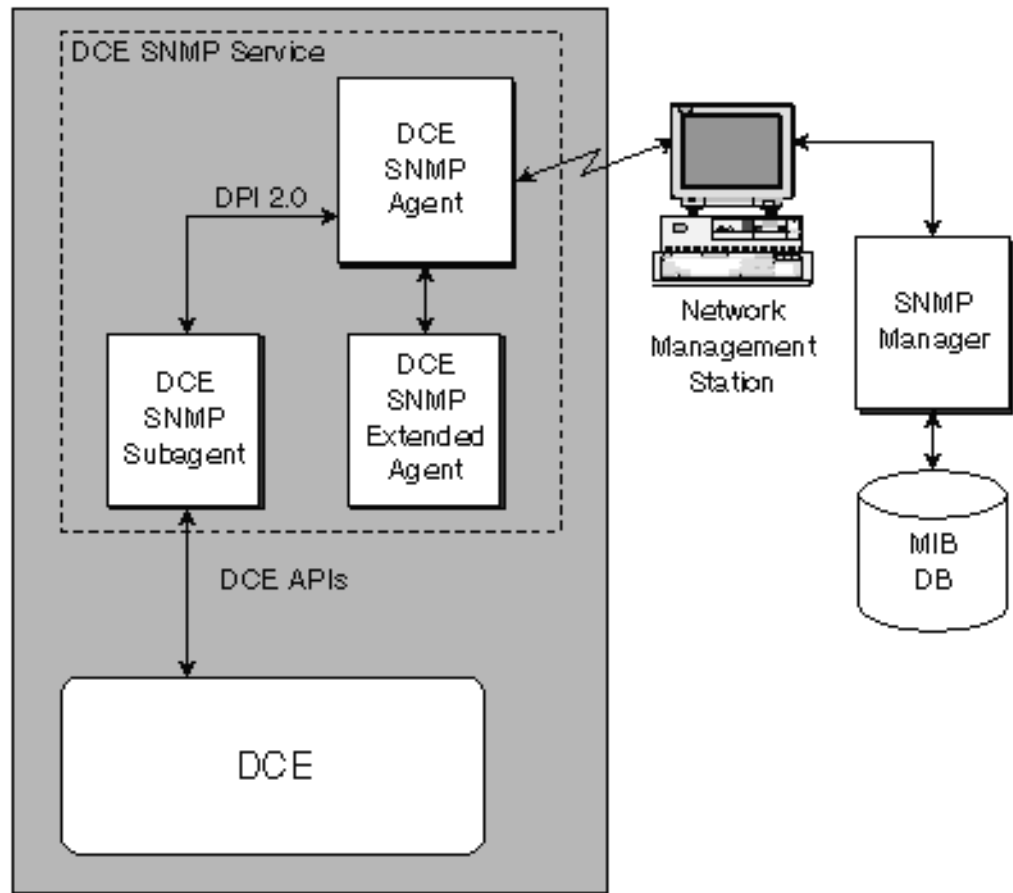 DCE SNMP Service
DCE
SNMP
Agent
DPI 2.0
DCE
SNMP
Subagent
DCE
SNMP
Extended
Agent
DCE APIs
DCE
Network
Management
Station
SNMP
Manager
MIB
DB